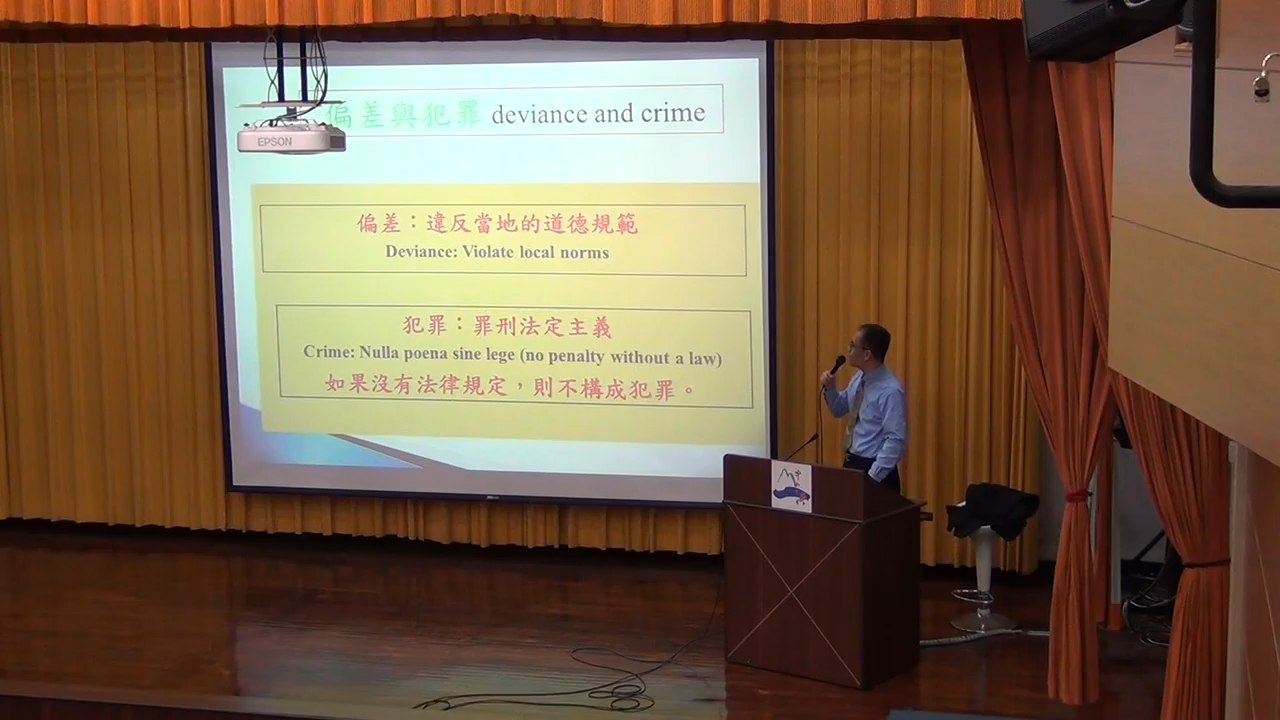 偏差與犯罪 deviance and crime
EPSON
偏差：違反當地的道德規範
Deviance: Violate local norms
犯罪：罪刑法定主義
Crime: Nulla poena sine lege (no penalty without a law)
如果沒有法律規定，則不構成犯罪。